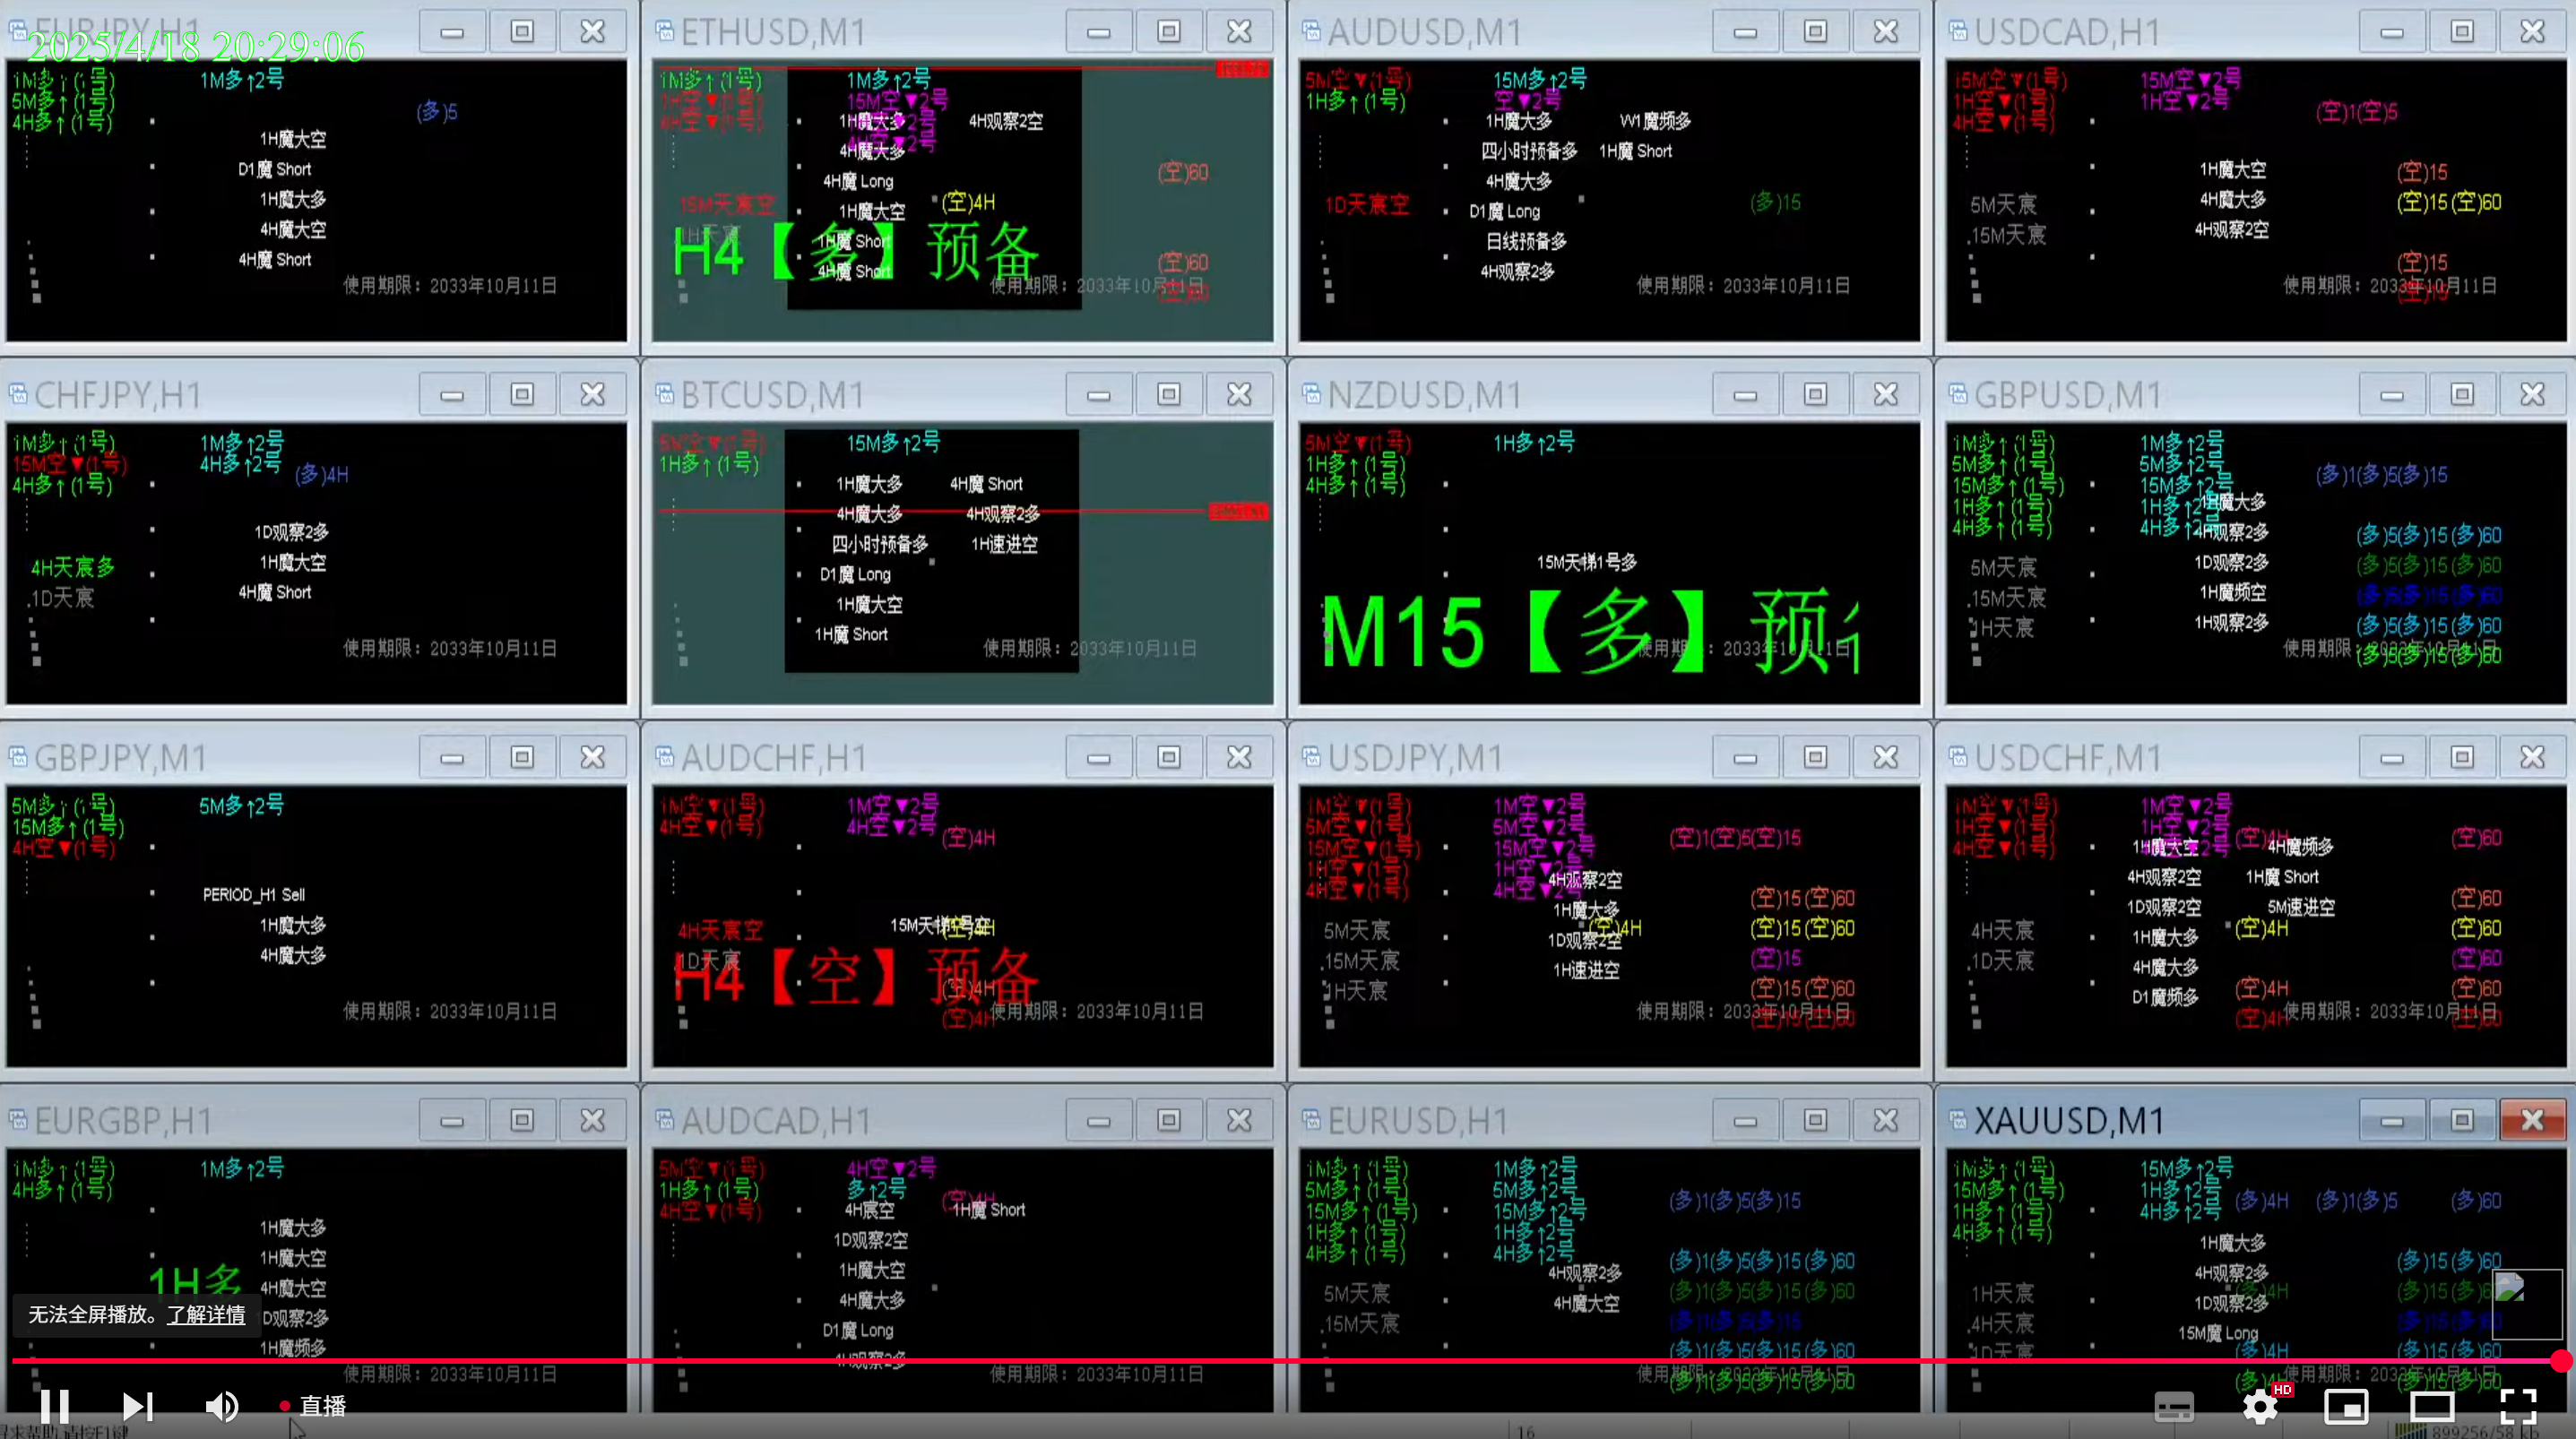 EURJPY,H1
2025/4/18 20:29:06
1M多↑(1号)
5M多↑(1号)
4H多↑(1号)
1M多↑2号
(多)5
1H魔大空
D1魔 Short
1H魔大多
4H魔大空
4H魔 Short
使用期限：2033年10月11日
ETHUSD,M1
1M多↑(1号)
1H空▼(1号)
4H空▼(1号)
1M多↑2号
15M空▼2号
1H魔大多
4H观察2空
4H空▼2号
4H魔大多
(空)60
4H魔 Long
15M天宸空
1H魔大空
(空)4H
1H天宸
1H魔 Short
H4【多】预备
(空)60
4H魔 Short
使用期限：2033年10月11日
(空)60
AUDUSD,M1
5M空▼(1号)
1H多↑(1号)
15M多↑2号
空▼2号
1H魔大多
W1魔频多
四小时预备多
1H魔 Short
4H魔大多
1D天宸空
D1魔 Long
(多)15
日线预备多
4H观察2多
使用期限：2033年10月11日
USDCAD,H1
15M空▼(1号)
1H空▼(1号)
4H空▼(1号)
15M空▼2号
1H空▼2号
(空)1(空)5
1H魔大空
(空)15
5M天宸
4H魔大多
(空)15(空)60
.15M天宸
4H观察2空
(空)15
使用期限：2033年10月11日
(空)15
CHFJPY,H1
1M多↑(1号)
15M空▼(1号)
4H多↑(1号)
1M多↑2号
4H多↑2号
(多)4H
1D观察2多
4H天宸多
1H魔大空
.1D天宸
4H魔 Short
使用期限：2033年10月11日
BTCUSD,M1
5M空▼(1号)
1H多↑(1号)
15M多↑2号
1H魔大多
4H魔 Short
4H魔大多
4H观察2多
四小时预备多
1H速进空
D1魔 Long
1H魔大空
1H魔 Short
使用期限：2033年10月11日
NZDUSD,M1
5M空▼(1号)
1H多↑(1号)
4H多↑(1号)
1H多↑2号
15M天梯1号多
M15【多】预
使用期限：2033年10月11日
GBPUSD,M1
1M多↑(1号)
5M多↑(1号)
15M多↑(1号)
1H多↑(1号)
4H多↑(1号)
1M多↑2号
5M多↑2号
15M多↑2号
1H多↑2号
4H多↑2号
(多)1(多)5(多)15
1H魔大多
4H观察2多
(多)5(多)15(多)60
5M天宸
1D观察2多
(多)5(多)15(多)60
.15M天宸
1H魔频空
(多)5(多)15(多)60
1H天宸
1H观察2多
(多)5(多)15(多)60
使用期限：2033年10月11日
(多)5(多)15(多)60
GBPJPY,M1
5M多↑(1号)
15M多↑(1号)
4H空▼(1号)
5M多↑2号
PERIOD_H1 Sell
1H魔大多
4H魔大多
使用期限：2033年10月11日
AUDCHF,H1
1M空▼(1号)
4H空▼(1号)
1M空▼2号
4H空▼2号
(空)4H
4H天宸空
15M天梯1号空
(空)4H
1D天宸
H4【空】预备
(空)4H
使用期限：2033年10月11日
(空)4H
USDJPY,M1
1M空▼(1号)
5M空▼(1号)
15M空▼(1号)
1H空▼(1号)
4H空▼(1号)
1M空▼2号
5M空▼2号
15M空▼2号
1H空▼2号
4H空▼2号
(空)1(空)5(空)15
4H观察2空
(空)15(空)60
1H魔大多
5M天宸
(空)4H
(空)15(空)60
1D观察2空
.15M天宸
(空)15
1H速进空
1H天宸
(空)15(空)60
使用期限：2033年10月11日
(空)15(空)60
USDCHF,M1
1M空▼(1号)
1H空▼(1号)
4H空▼(1号)
1M空▼2号
1H空▼2号
4H空▼2号
(空)4H
(空)60
1H魔大空
4H魔频多
4H观察2空
1H魔 Short
(空)60
1D观察2空
5M速进空
4H天宸
1H魔大多
(空)4H
(空)60
.1D天宸
4H魔大多
(空)60
D1魔频多
(空)4H
(空)60
使用期限：2033年10月11日
(空)4H
(空)60
EURGBP,H1
1M多↑(1号)
4H多↑(1号)
1M多↑2号
1H魔大多
1H魔大空
1H多
4H魔大空
D观察2多
1H魔频多
使用期限：2033年10月11日
无法全屏播放。了解详情
AUDCAD,H1
5M空▼(1号)
1H多↑(1号)
4H空▼(1号)
4H空▼2号
多↑2号
(空)4H
4H宸空
1H魔 Short
1D观察2空
1H魔大空
4H魔大多
D1魔 Long
4H观察2多
使用期限：2033年10月11日
EURUSD,H1
1M多↑(1号)
5M多↑(1号)
15M多↑(1号)
1H多↑(1号)
4H多↑(1号)
1M多↑2号
5M多↑2号
15M多↑2号
1H多↑2号
4H多↑2号
(多)1(多)5(多)15
(多)1(多)5(多)15(多)60
4H观察2多
5M天宸
(多)1(多)5(多)15(多)60
4H魔大空
.15M天宸
(多)1(多)5(多)15
(多)1(多)5(多)15(多)60
使用期限：2033年10月11日
(多)1(多)5(多)15(多)60
XAUUSD,M1
1M多↑(1号)
15M多↑(1号)
1H多↑(1号)
4H多↑(1号)
15M多↑2号
1H多↑2号
4H多↑2号
(多)4H
(多)1(多)5
(多)60
1H魔大多
(多)15(多)60
4H观察2多
1H天宸
(多)4H
(多)15(多)6
1D观察2多
.4H天宸
(多)15(多)60
15M魔 Long
1D天宸
(多)4H
(多)15(多)60
使用期限：2033年10月11日
(多)4H
直播
HD
16
899256/58 kb